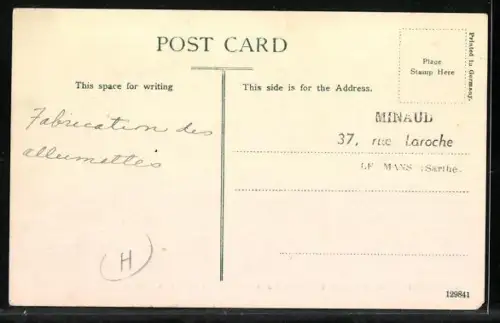 POST CARD
Place
Stamp Here
Printed in Germany.
This space for writing
This side is for the Address.
Fabrication des
allumattes
MINAUD
37, rue Laroche
LE MANS (Sarthe.
H
129841